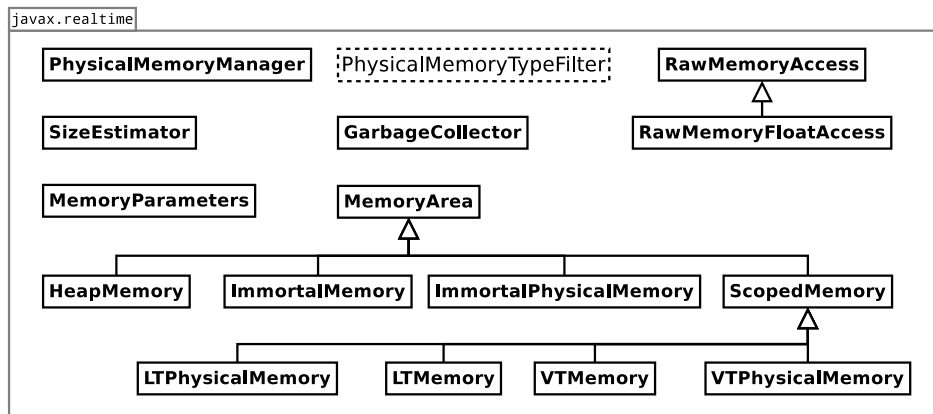 javax.realtime
PhysicalMemoryManager
PhysicalMemoryTypeFilter
RawMemoryAccess
SizeEstimator
GarbageCollector
RawMemoryFloatAccess
MemoryParameters
MemoryArea
HeapMemory
ImmortalMemory
ImmortalPhysicalMemory
ScopedMemory
LTPhysicalMemory
LTMemory
VTMemory
VTPhysicalMemory